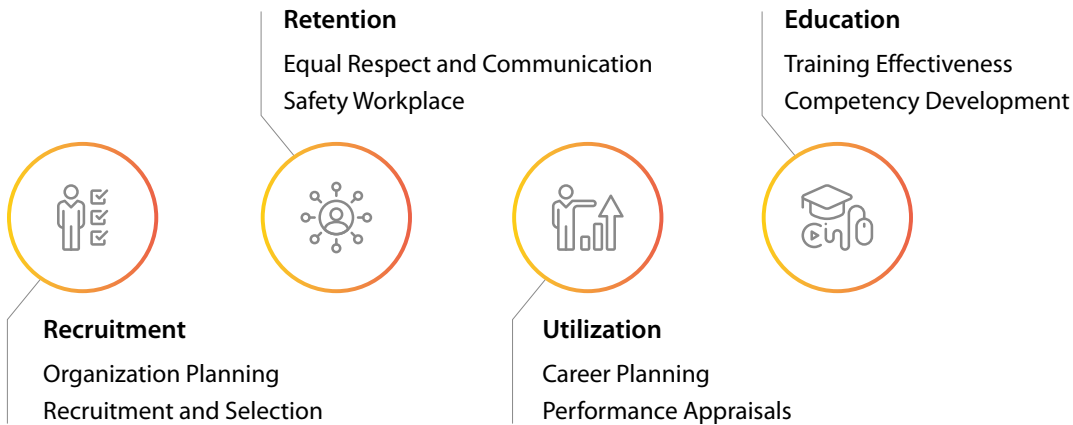 Retention
Equal Respect and Communication
Safety Workplace
Education
Training Effectiveness
Competency Development
Recruitment
Organization Planning
Recruitment and Selection
Utilization
Career Planning
Performance Appraisals